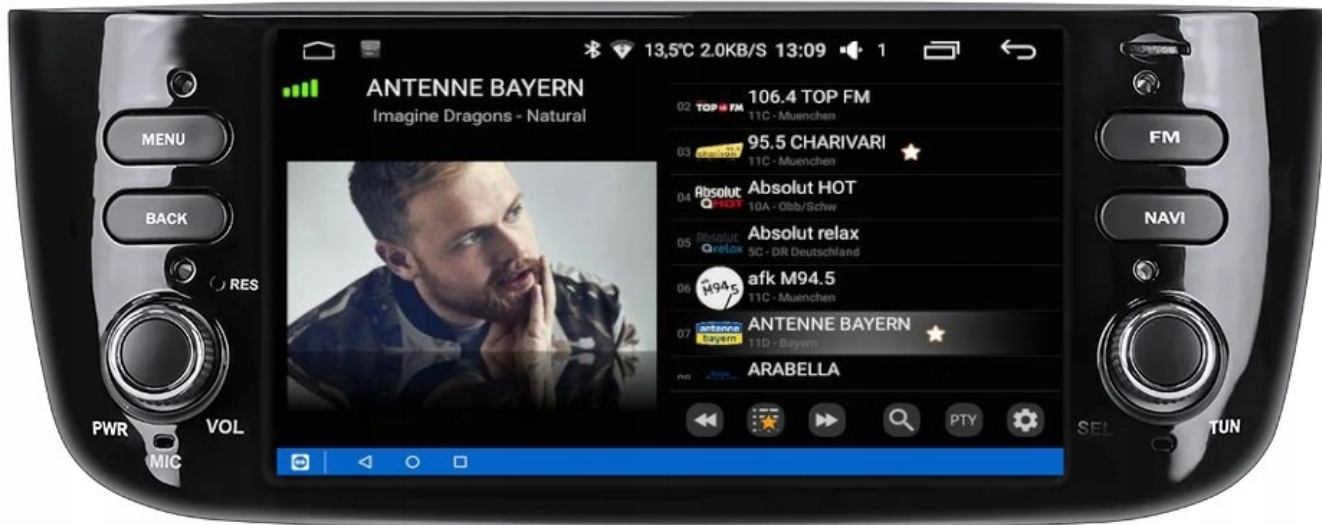 MENU
BACK
RES
PWR
VOL
MIC
13,5°C 2.0KB/S 13:09 1
ANTENNE BAYERN
Imagine Dragons - Natural
02 TOP FM 106.4 TOP FM
11C - Muenchen
03 charivari 95.5 CHARIVARI
11C - Muenchen
04 Absolut HOT Absolut HOT
10A - Obb/Schw
05 Absolut relax Absolut relax
5C - DR Deutschland
06 afk M94.5 afk M94.5
11C - Muenchen
07 antenne bayern ANTENNE BAYERN
11D - Bayern
ARABELLA
PTY
FM
NAVI
SEL
TUN